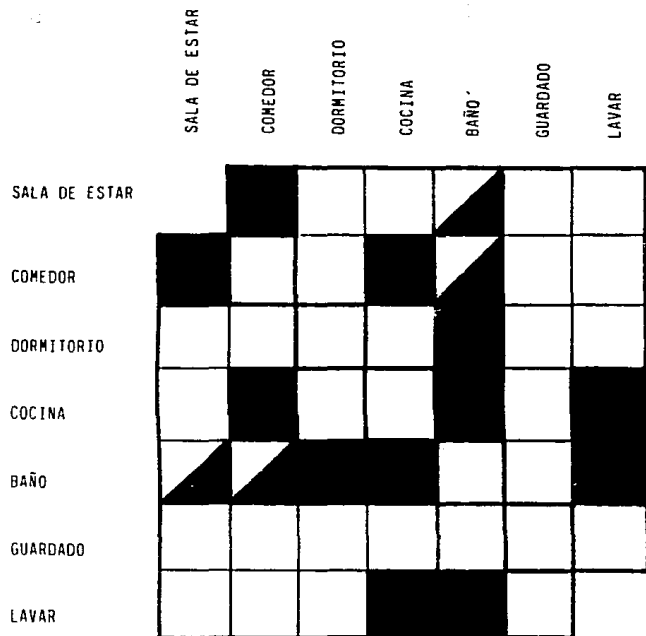 SALA DE ESTAR
COMEDOR
DORMITORIO
COCINA
BAÑO´
GUARDADO
LAVAR
SALA DE ESTAR
COMEDOR
DORMITORIO
COCINA
BAÑO
GUARDADO
LAVAR